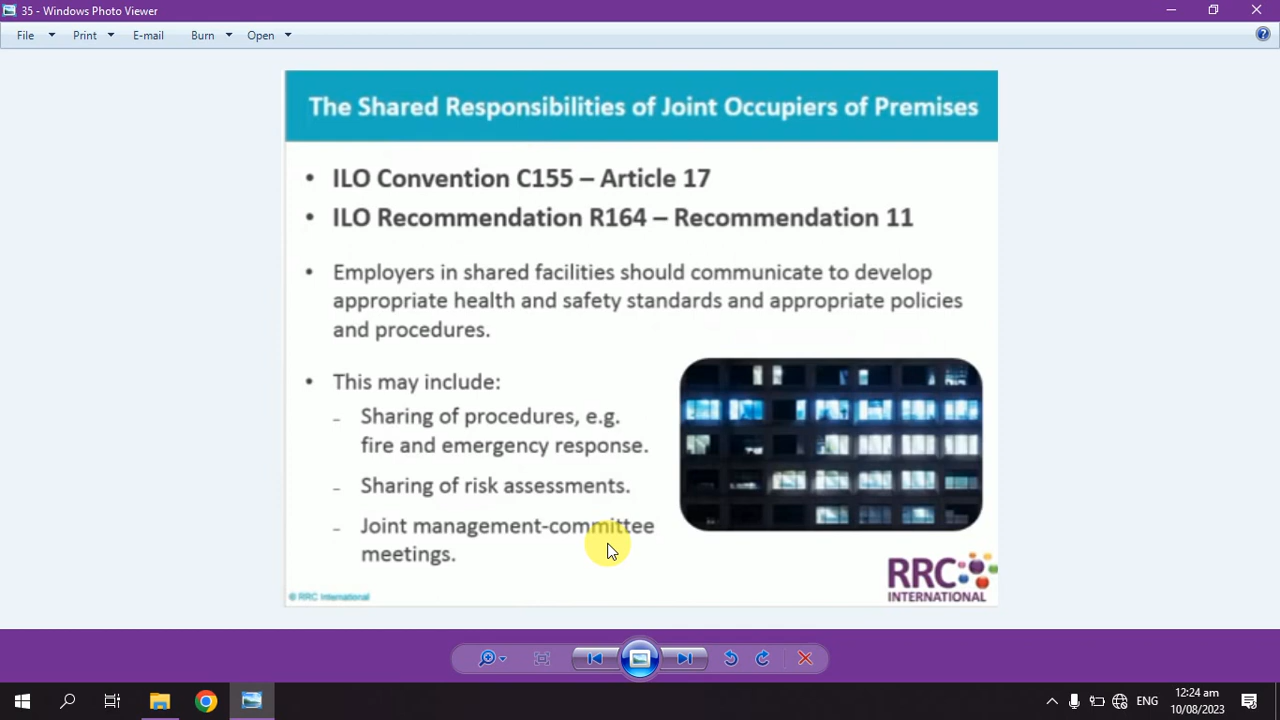 35 - Windows Photo Viewer
File Print E-mail Burn Open
The Shared Responsibilities of Joint Occupiers of Premises
• ILO Convention C155 – Article 17
• ILO Recommendation R164 – Recommendation 11
• Employers in shared facilities should communicate to develop
appropriate health and safety standards and appropriate policies
and procedures.
• This may include:
– Sharing of procedures, e.g.
fire and emergency response.
– Sharing of risk assessments.
– Joint management-committee
meetings.
RRC
INTERNATIONAL
© RRC International
ENG
12:24 am
10/08/2023